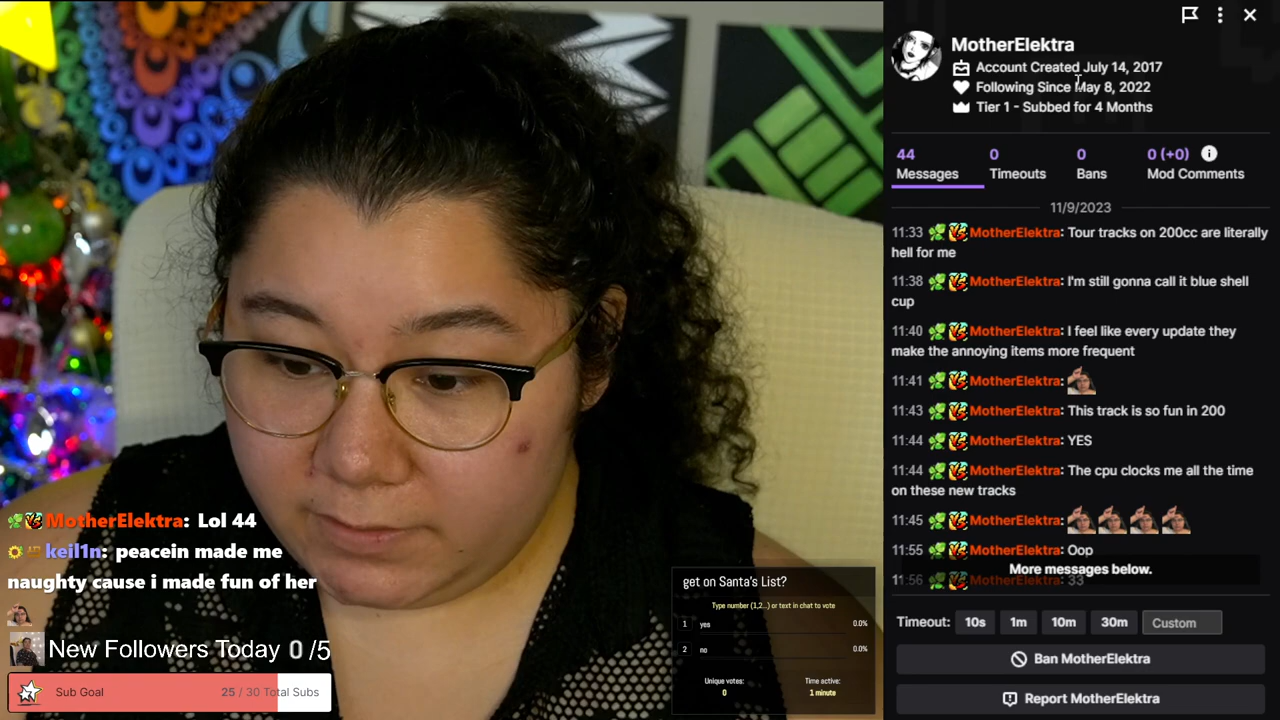 MotherElektra
Account Created July 14, 2017
Following Since May 8, 2022
Tier 1 - Subbed for 4 Months
44
Messages
0
Timeouts
0
Bans
0 (+0)
Mod Comments
11/9/2023
11:33 MotherElektra: Tour tracks on 200cc are literally
hell for me
11:38 MotherElektra: I'm still gonna call it blue shell
cup
11:40 MotherElektra: I feel like every update they
make the annoying items more frequent
11:41 MotherElektra:
11:43 MotherElektra: This track is so fun in 200
11:44 MotherElektra: YES
11:44 MotherElektra: The cpu clocks me all the time
on these new tracks
11:45 MotherElektra:
11:55 MotherElektra: Oop
More messages below.
11:56 MotherElektra: 33
Timeout: 10s 1m 10m 30m Custom
Ban MotherElektra
Report MotherElektra
MotherElektra: Lol 44
keil1n: peacein made me
naughty cause i made fun of her
New Followers Today 0 /5
Sub Goal 25 / 30 Total Subs
get on Santa's List?
Type number (1,2...) or text in chat to vote
1 yes 0.0%
2 no 0.0%
Unique votes:
0
Time active:
1 minute